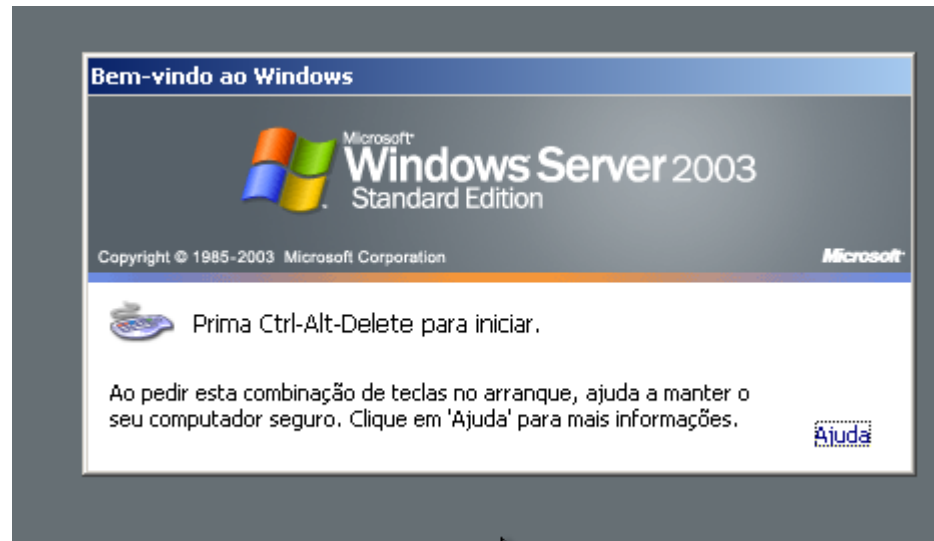 Bem-vindo ao Windows
Microsoft
Windows Server 2003
Standard Edition
Copyright © 1985-2003 Microsoft Corporation
Microsoft
Prima Ctrl-Alt-Delete para iniciar.
Ao pedir esta combinação de teclas no arranque, ajuda a manter o
seu computador seguro. Clique em 'Ajuda' para mais informações.
Ajuda